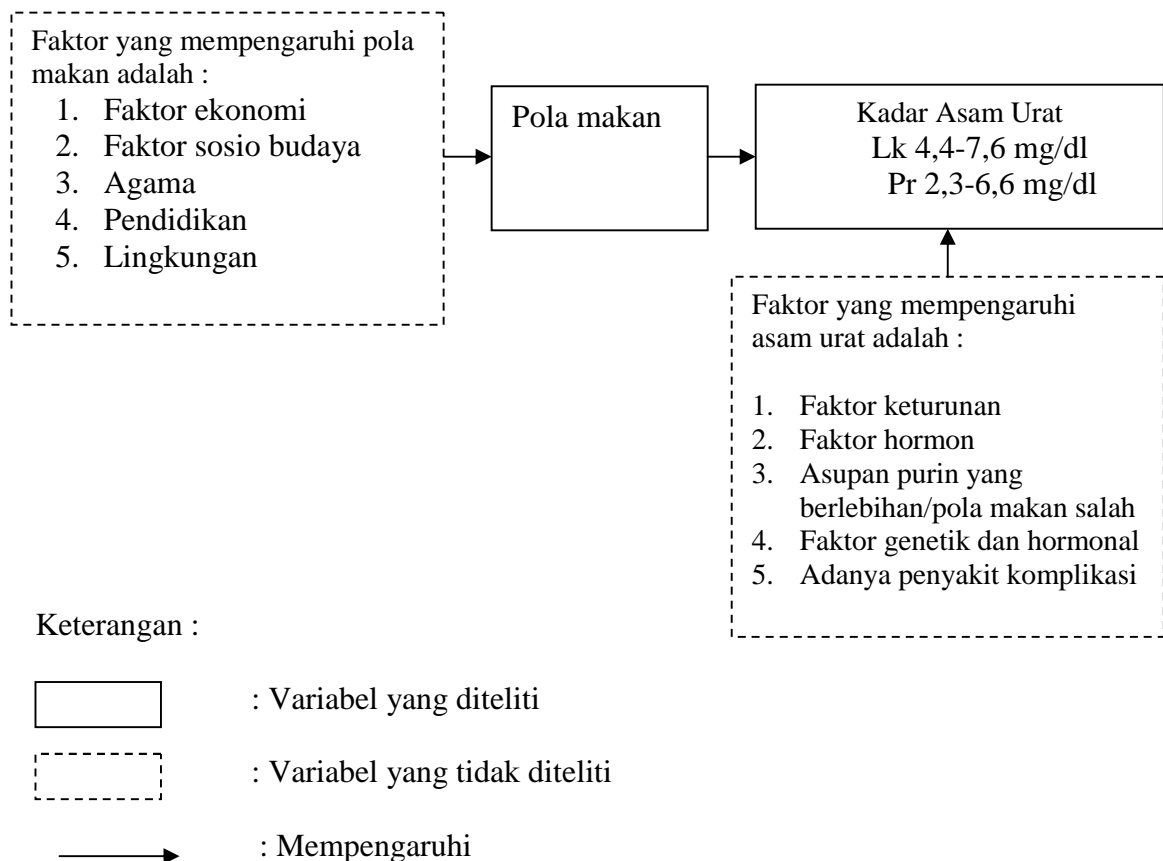 Faktor yang mempengaruhi pola
makan adalah :
1. Faktor ekonomi
2. Faktor sosio budaya
3. Agama
4. Pendidikan
5. Lingkungan
Pola makan
Kadar Asam Urat
Lk 4,4-7,6 mg/dl
Pr 2,3-6,6 mg/dl
Faktor yang mempengaruhi
asam urat adalah :
1. Faktor keturunan
2. Faktor hormon
3. Asupan purin yang
berlebihan/pola makan salah
4. Faktor genetik dan hormonal
5. Adanya penyakit komplikasi
Keterangan :
: Variabel yang diteliti
: Variabel yang tidak diteliti
: Mempengaruhi